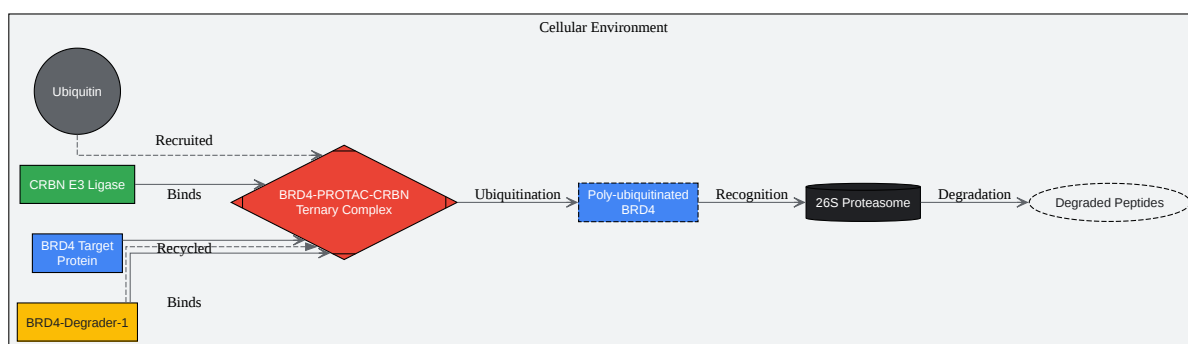 Cellular Environment
Ubiquitin
Recruited
CRBN E3 Ligase
Binds
BRD4-PROTAC-CRBN
Ternary Complex
Ubiquitination
Poly-ubiquitinated
BRD4
Recognition
26S Proteasome
Degradation
Degraded Peptides
BRD4 Target
Protein
Recycled
Binds
BRD4-Degrader-1